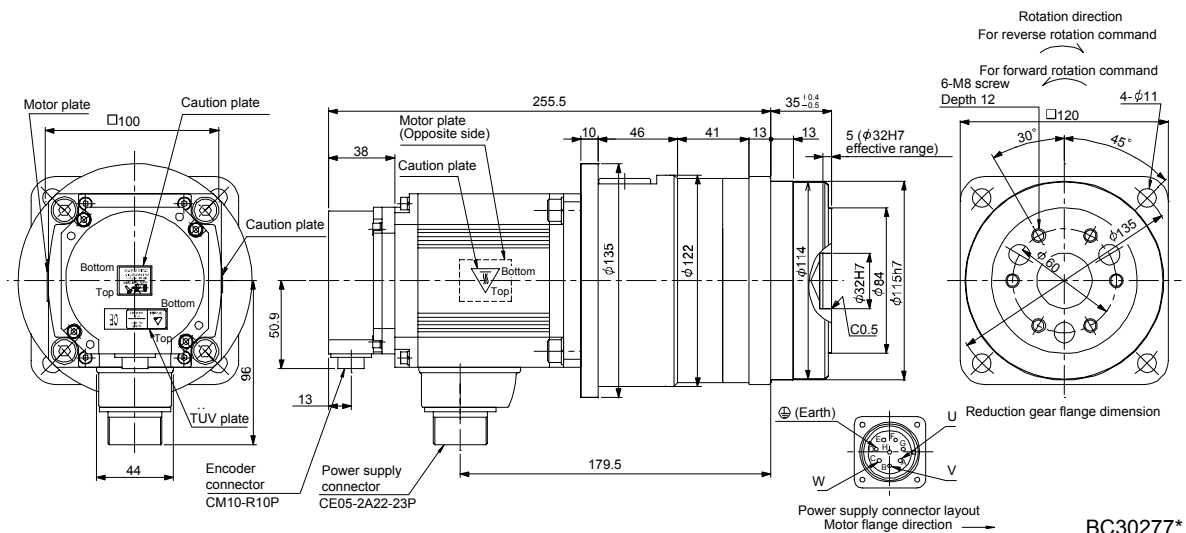 Rotation direction
For reverse rotation command
For forward rotation command
6-M8 screw
Depth 12
4-ϕ11
□120
30°
45°
ϕ135
ϕ60
Reduction gear flange dimension
Motor plate
Caution plate
□100
Caution plate
Bottom
Top
Bottom
Top
CE
TÜV plate
44
96
255.5
35 +0.4 -0.5
10
46
41
13
13
38
Motor plate
(Opposite side)
Caution plate
Bottom
Top
5 (ϕ32H7
effective range)
ϕ135
ϕ122
ϕ114
ϕ32H7
ϕ84
ϕ115h7
C0.5
50.9
13
179.5
Encoder
connector
CM10-R10P
Power supply
connector
CE05-2A22-23P
(Earth)
U
V
W
E
F
G
D
H
A
B
C
Power supply connector layout
Motor flange direction
BC30277*